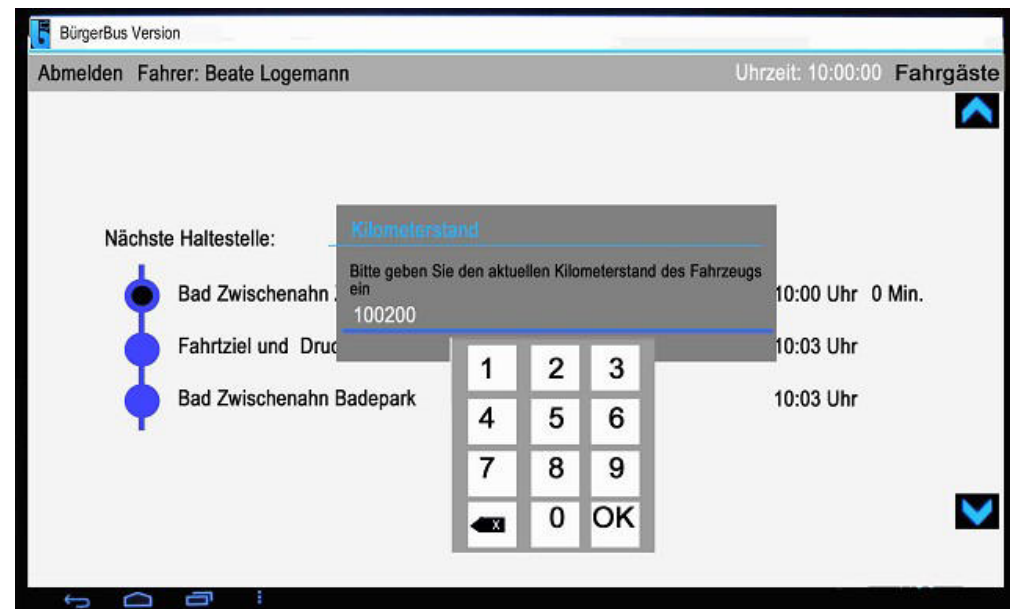 BürgerBus Version
Abmelden Fahrer: Beate Logemann Uhrzeit: 10:00:00 Fahrgäste
Nächste Haltestelle:
Kilometerstand
Bitte geben Sie den aktuellen Kilometerstand des Fahrzeugs
ein
100200
Bad Zwischenahn 10:00 Uhr 0 Min.
Fahrtziel und 10:03 Uhr
Bad Zwischenahn Badepark 10:03 Uhr
1 2 3
4 5 6
7 8 9
X 0 OK